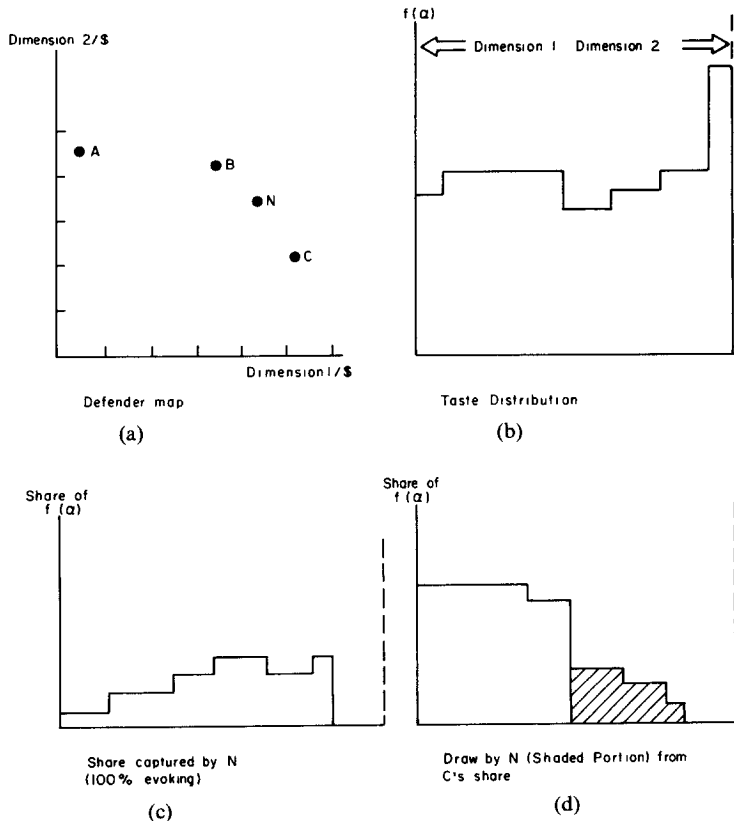 Dimension 2/$
A
B
N
C
Dimension 1/$
Defender map
(a)
f(α)
Dimension 1 Dimension 2
Taste Distribution
(b)
Share of
f(α)
Share captured by N
(100% evoking)
(c)
Share of
f(α)
Draw by N (Shaded Portion) from
C's share
(d)